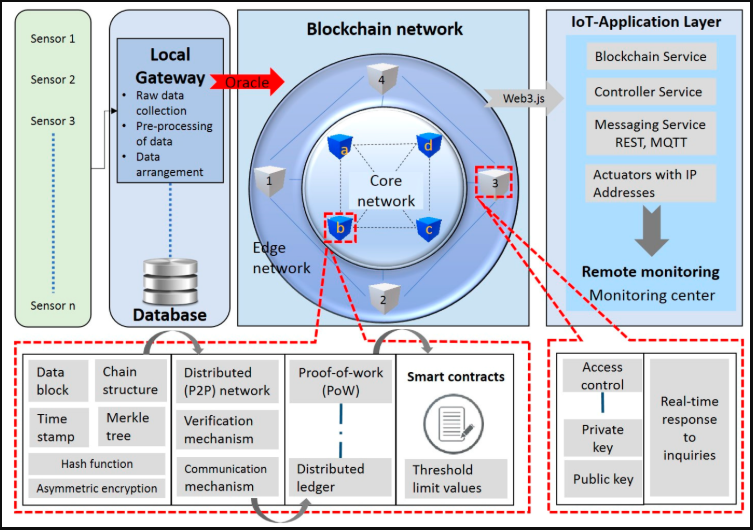 Sensor 1
Sensor 2
Sensor 3
Sensor n
Local
Gateway
• Raw data
collection
• Pre-processing
of data
• Data
arrangement
Database
Oracle
Blockchain network
4
1
3
2
a
d
b
c
Core
network
Edge
network
Web3.js
IoT-Application Layer
Blockchain Service
Controller Service
Messaging Service
REST, MQTT
Actuators with IP
Addresses
Remote monitoring
Monitoring center
Data
block
Chain
structure
Time
stamp
Merkle
tree
Hash function
Asymmetric encryption
Distributed
(P2P) network
Verification
mechanism
Communication
mechanism
Proof-of-work
(PoW)
Distributed
ledger
Smart contracts
Threshold
limit values
Access
control
Private
key
Public key
Real-time
response
to
inquiries